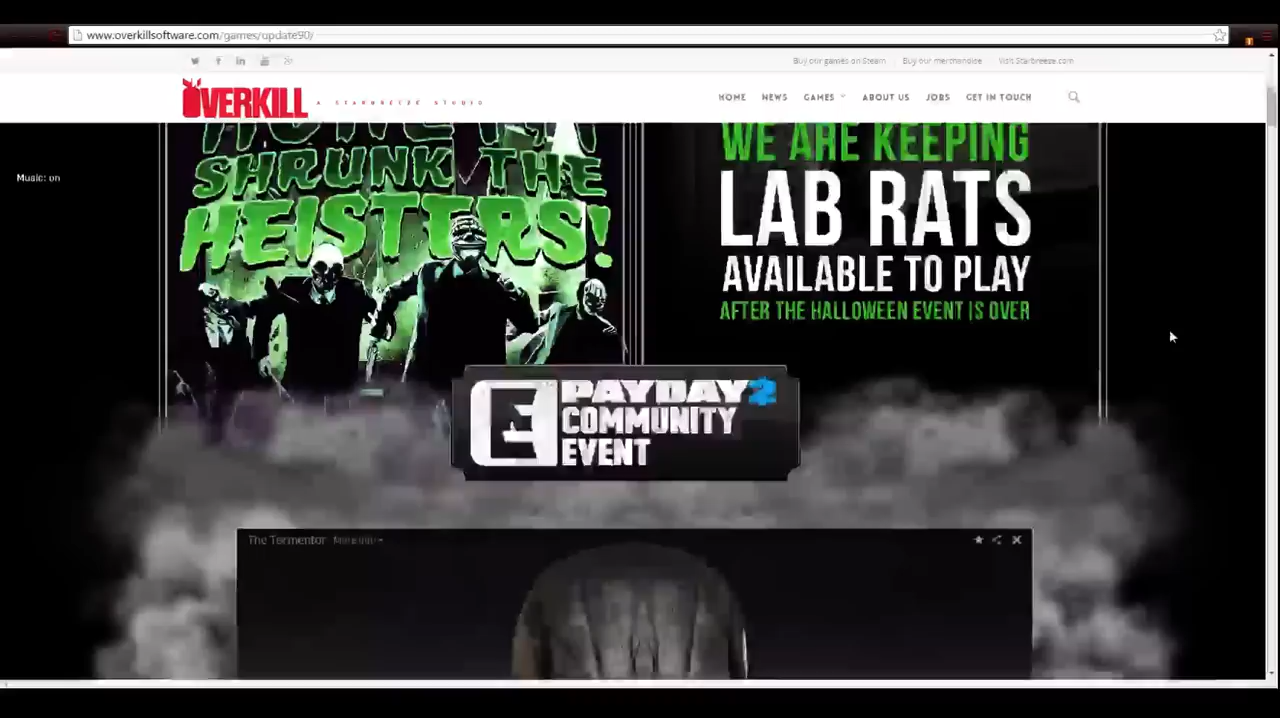 www.overkillsoftware.com/games/update90/
Buy our games on Steam
Buy our merchandise
Visit Starbreeze.com
OVERKILL
A STARBREEZE STUDIO
HOME
NEWS
GAMES
ABOUT US
JOBS
GET IN TOUCH
Music: on
SHRUNK THE
HEISTERS!
WE ARE KEEPING
LAB RATS
AVAILABLE TO PLAY
AFTER THE HALLOWEEN EVENT IS OVER
PAYDAY 2
COMMUNITY
EVENT
The Tormentor